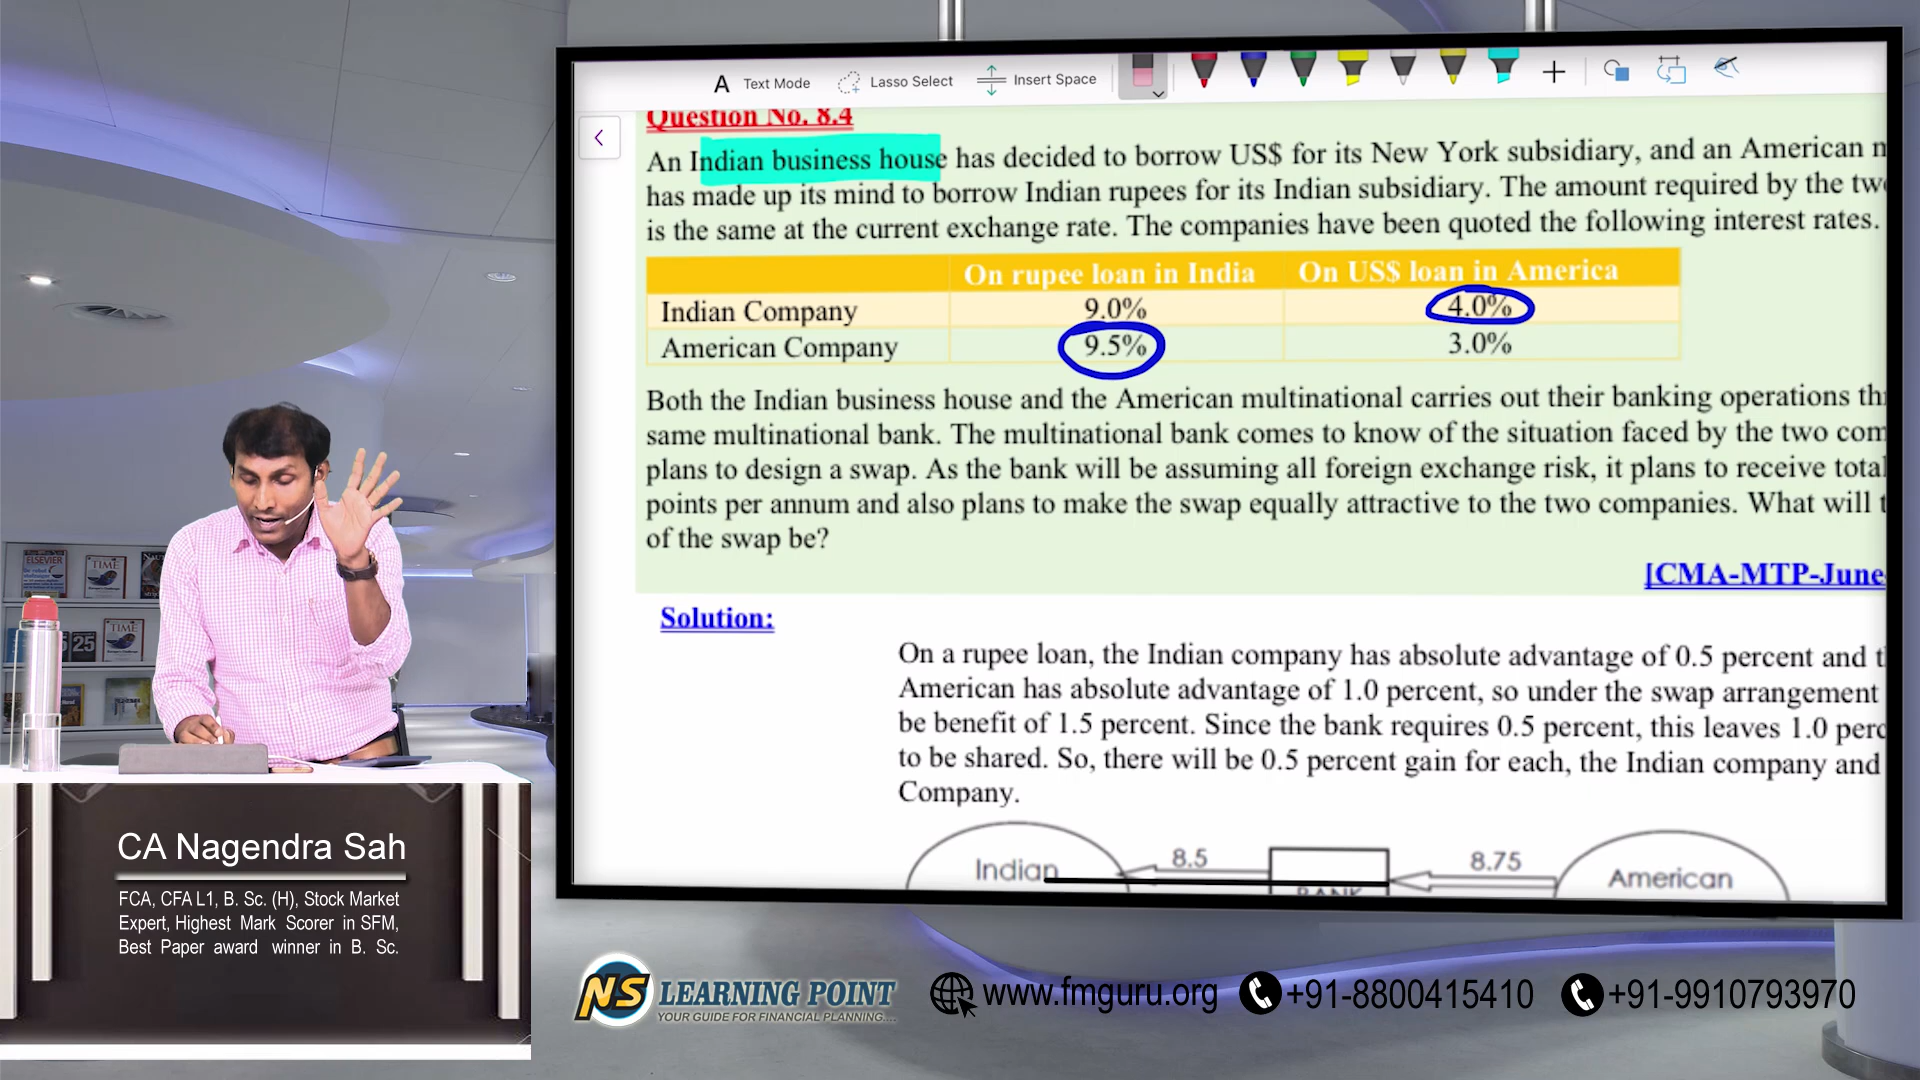 A Text Mode
Lasso Select
Insert Space
Question No. 8.4
An Indian business house has decided to borrow US$ for its New York subsidiary, and an American
has made up its mind to borrow Indian rupees for its Indian subsidiary. The amount required by the
is the same at the current exchange rate. The companies have been quoted the following interest rates.
On rupee loan in India On US$ loan in America
Indian Company 9.0% 4.0%
American Company 9.5% 3.0%
Both the Indian business house and the American multinational carries out their banking operations
same multinational bank. The multinational bank comes to know of the situation faced by the two
plans to design a swap. As the bank will be assuming all foreign exchange risk, it plans to receive
points per annum and also plans to make the swap equally attractive to the two companies. What will
of the swap be?
[CMA-MTP-June
Solution:
On a rupee loan, the Indian company has absolute advantage of 0.5 percent and
American has absolute advantage of 1.0 percent, so under the swap arrangement
be benefit of 1.5 percent. Since the bank requires 0.5 percent, this leaves 1.0
to be shared. So, there will be 0.5 percent gain for each, the Indian company and
Company.
Indian 8.5 BANK 8.75 American
ELSEVIER
TIME
TIME
25
CA Nagendra Sah
FCA, CFA L1, B. Sc. (H), Stock Market
Expert, Highest Mark Scorer in SFM,
Best Paper award winner in B. Sc.
NS LEARNING POINT
YOUR GUIDE FOR FINANCIAL PLANNING....
www.fmguru.org
+91-8800415410
+91-9910793970